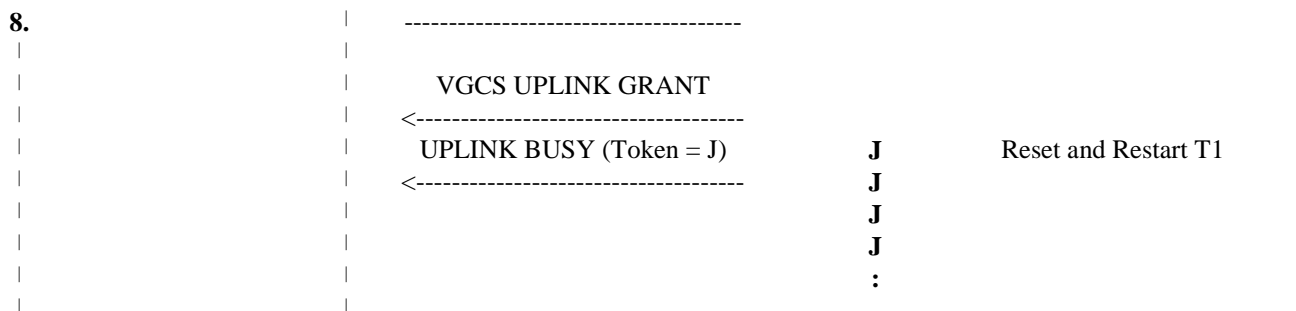 8. | -------------------------------------
| |
| | VGCS UPLINK GRANT
| | <-------------------------------------
| | UPLINK BUSY (Token = J) J Reset and Restart T1
| | <------------------------------------- J
| | J
| | J
| | :
| |